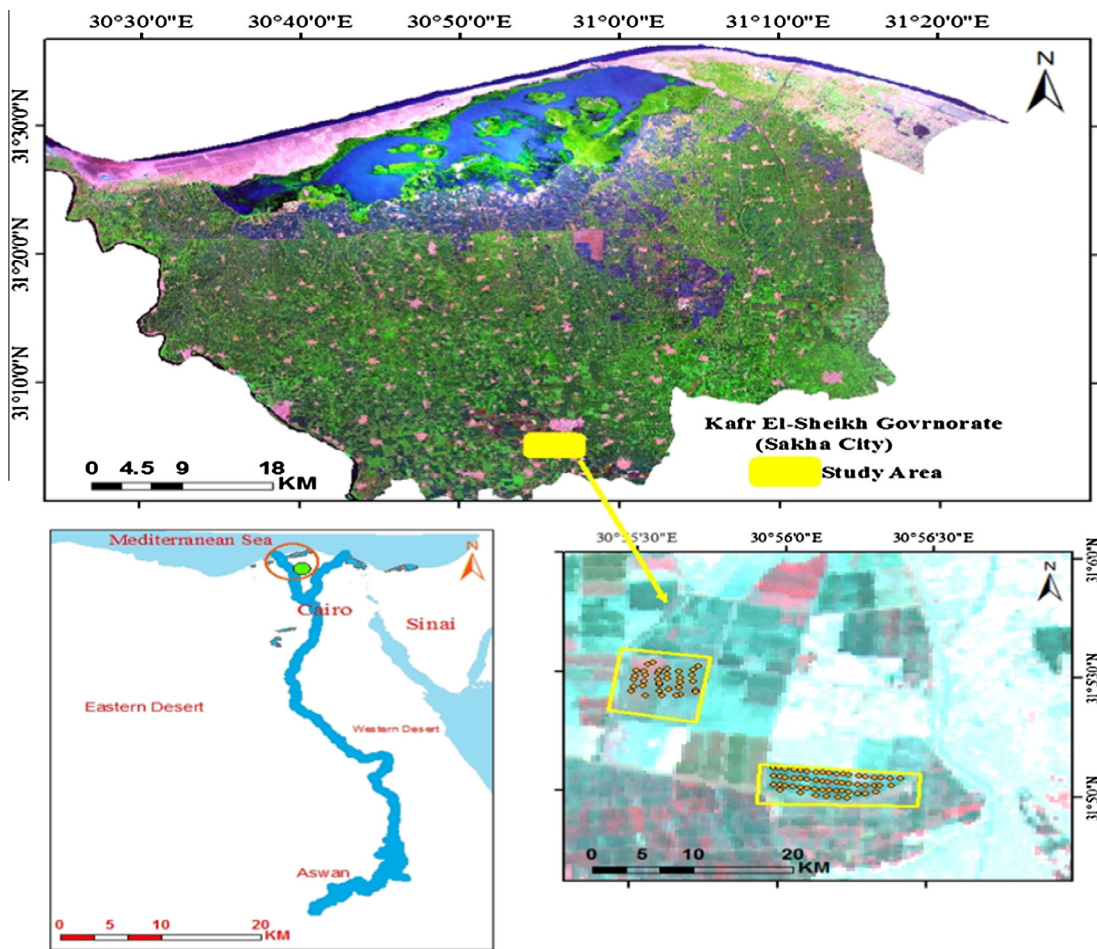 30°30'0"E 30°40'0"E 30°50'0"E 31°0'0"E 31°10'0"E 31°20'0"E
N
31°30'0"N
31°20'0"N
31°10'0"N
Kafr El-Sheikh Govrnorate
(Sakha City)
Study Area
0 4.5 9 18
KM
Mediterranean Sea
N
Cairo
Sinai
Eastern Desert
Western Desert
Aswan
0 5 10 20
KM
30°56'0"E 30°56'30"E
N
31°5'0"N
0 5 10 20
KM